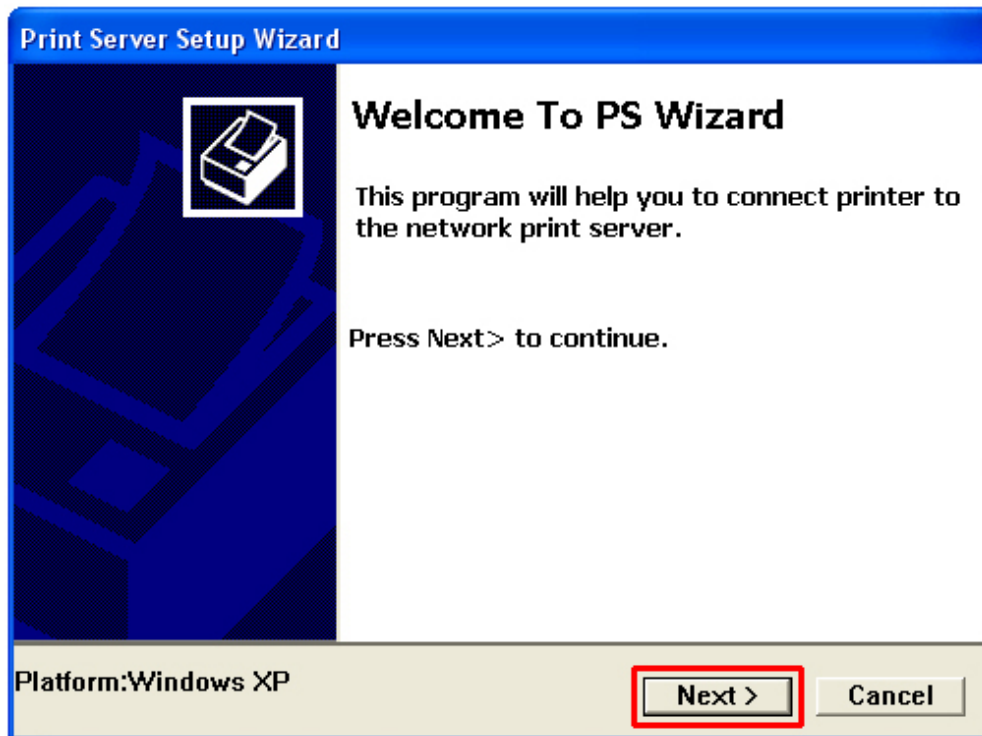 Print Server Setup Wizard
Welcome To PS Wizard
This program will help you to connect printer to
the network print server.
Press Next> to continue.
Platform:Windows XP
Next >
Cancel